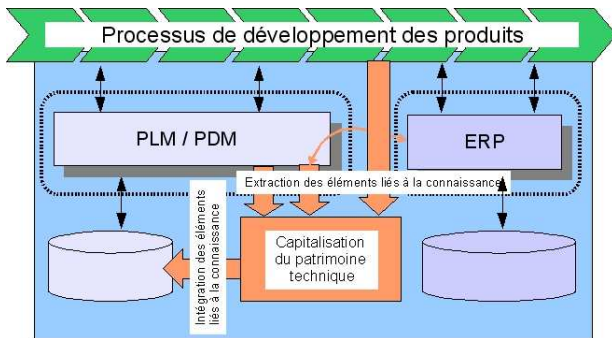 Processus de développement des produits
PLM / PDM
ERP
Extraction des éléments liés à la connaissance
Capitalisation
du patrimoine
technique
Intégration des éléments
liés à la connaissance